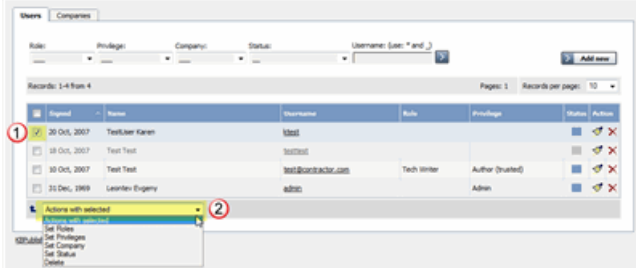 Users Companies
Role: Privilege: Company: Status: Username: (use: * and _)
Add new
Records: 1-4 from 4 Pages: 1 Records per page: 10
Signed Name Username Role Privilege Status Action
1 20 Oct, 2007 TestUser Karen ktest
18 Oct, 2007 Test Test testtest
10 Oct, 2007 Test Test test@contractor.com Tech Writer Author (trusted)
31 Dec, 1969 Leontev Evgeny admin Admin
Actions with selected 2
Actions with selected
Set Roles
Set Privileges
Set Company
Set Status
Delete